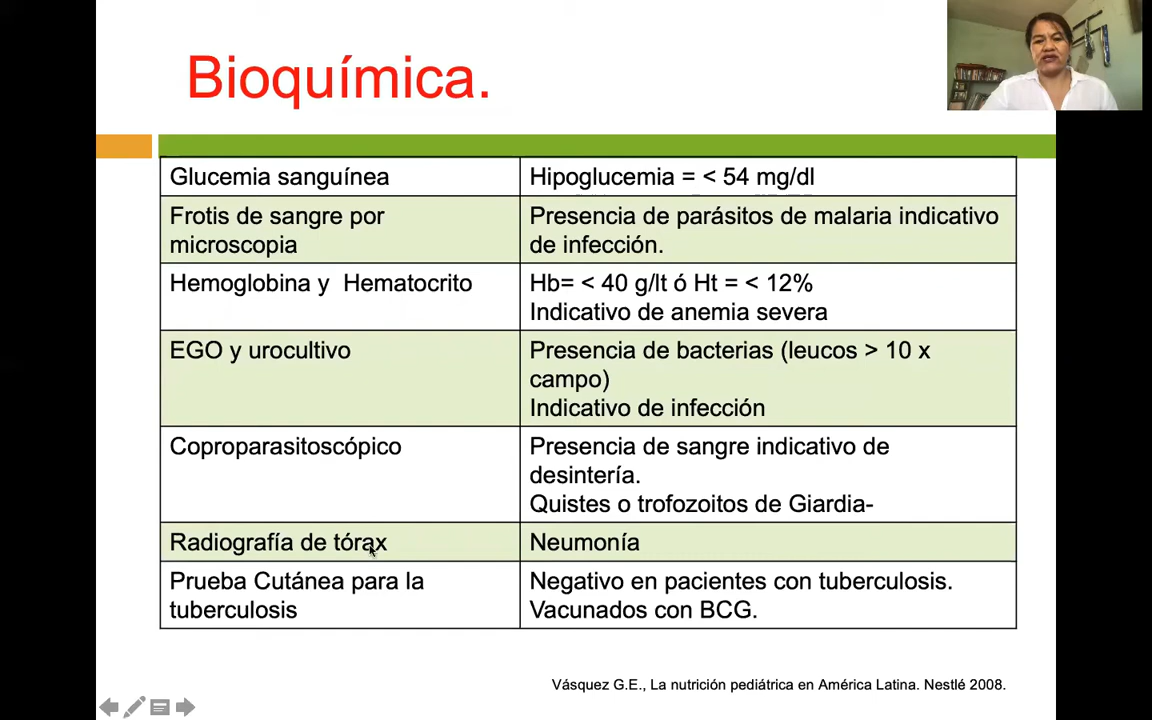 Bioquímica.
Glucemia sanguínea
Hipoglucemia = < 54 mg/dl
Frotis de sangre por
microscopia
Presencia de parásitos de malaria indicativo
de infección.
Hemoglobina y  Hematocrito
Hb= < 40 g/lt ó Ht = < 12%
Indicativo de anemia severa
EGO y urocultivo
Presencia de bacterias (leucos > 10 x
campo)
Indicativo de infección
Coproparasitoscópico
Presencia de sangre indicativo de
desintería.
Quistes o trofozoitos de Giardia-
Radiografía de tórax
Neumonía
Prueba Cutánea para la
tuberculosis
Negativo en pacientes con tuberculosis.
Vacunados con BCG.
Vásquez G.E., La nutrición pediátrica en América Latina. Nestlé 2008.